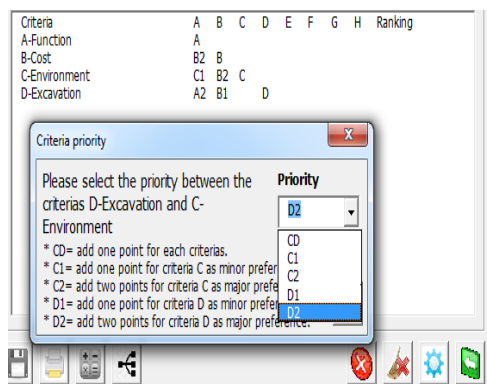 Criteria A B C D E F G H Ranking
A-Function A
B-Cost B2 B
C-Environment C1 B2 C
D-Excavation A2 B1 D
Criteria priority
X
Please select the priority between the
criterias D-Excavation and C-
Environment
Priority
D2
* CD= add one point for each criterias.
* C1= add one point for criteria C as minor prefer
* C2= add two points for criteria C as major prefe
* D1= add one point for criteria D as minor prefer
* D2= add two points for criteria D as major preference.
CD
C1
C2
D1
D2